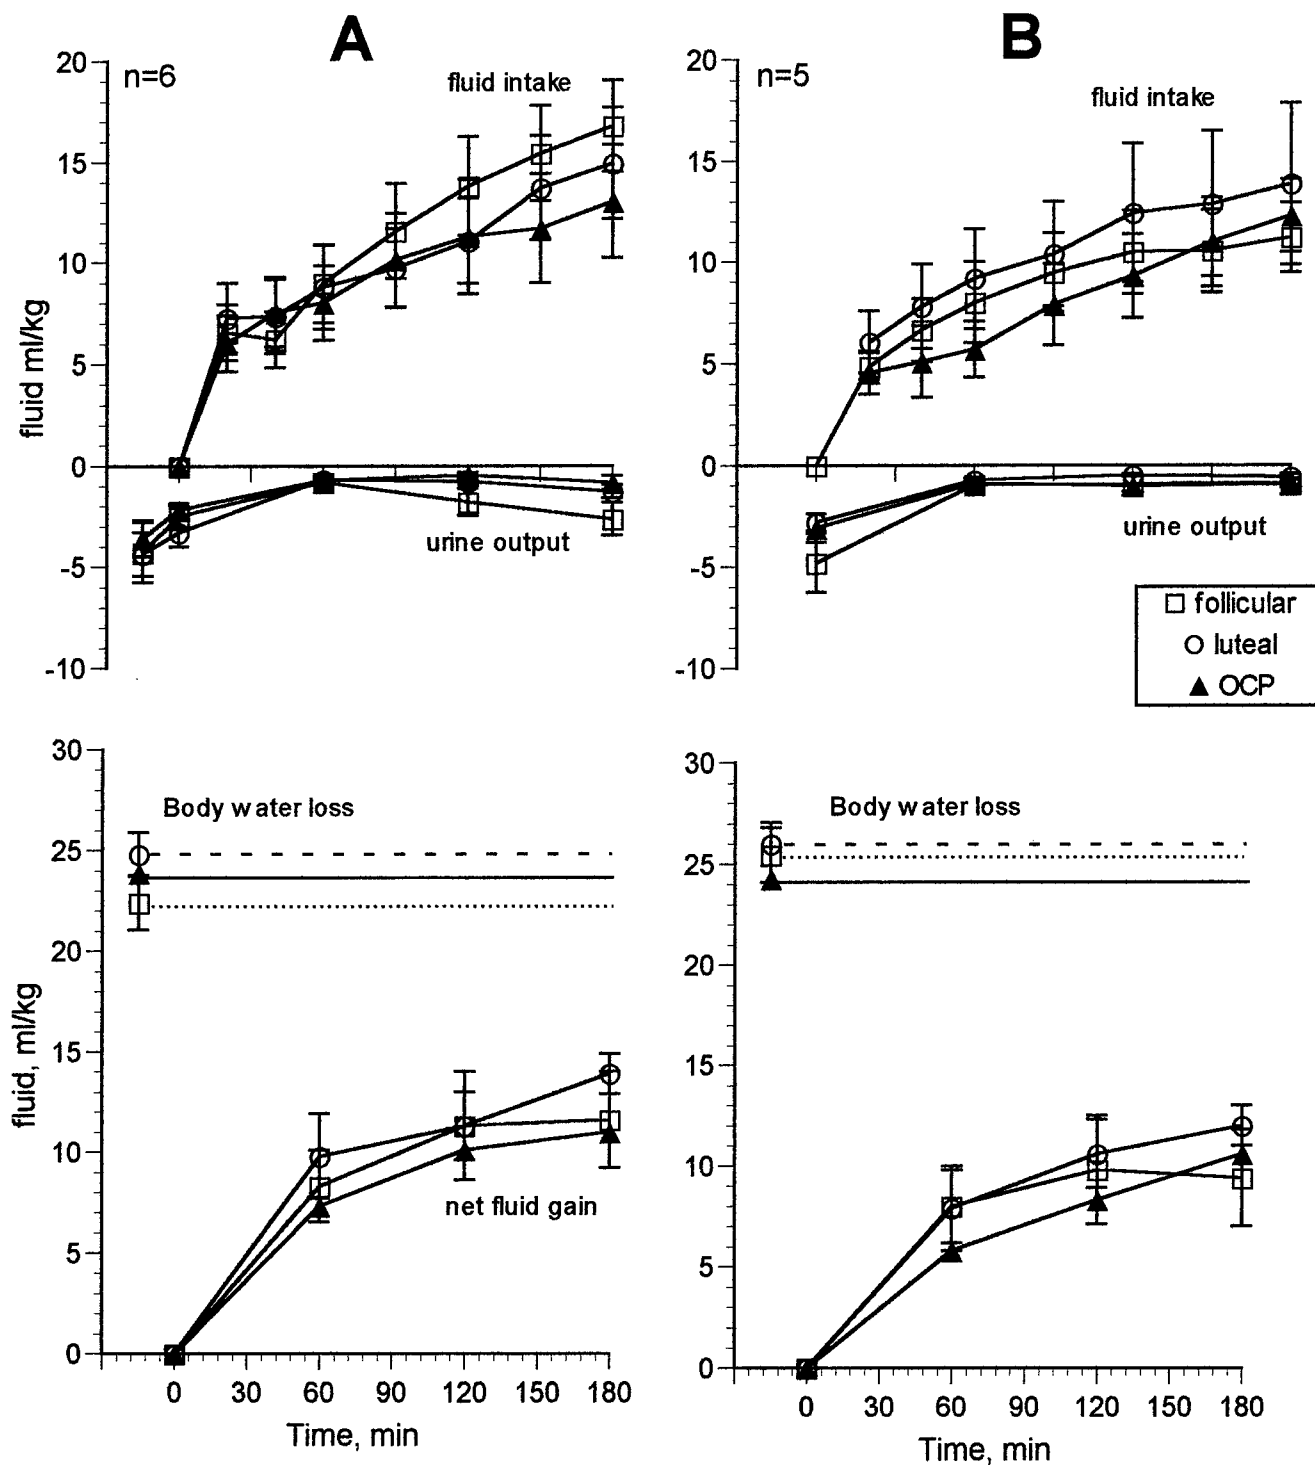 A
B
20
n=6
fluid intake
15
10
5
0
-5
-10
fluid ml/kg
urine output
20
n=5
fluid intake
15
10
5
0
-5
-10
urine output
follicular
luteal
OCP
30
Body water loss
25
20
15
10
5
0
fluid, ml/kg
net fluid gain
0 30 60 90 120 150 180
Time, min
30
Body water loss
25
20
15
10
5
0
0 30 60 90 120 150 180
Time, min